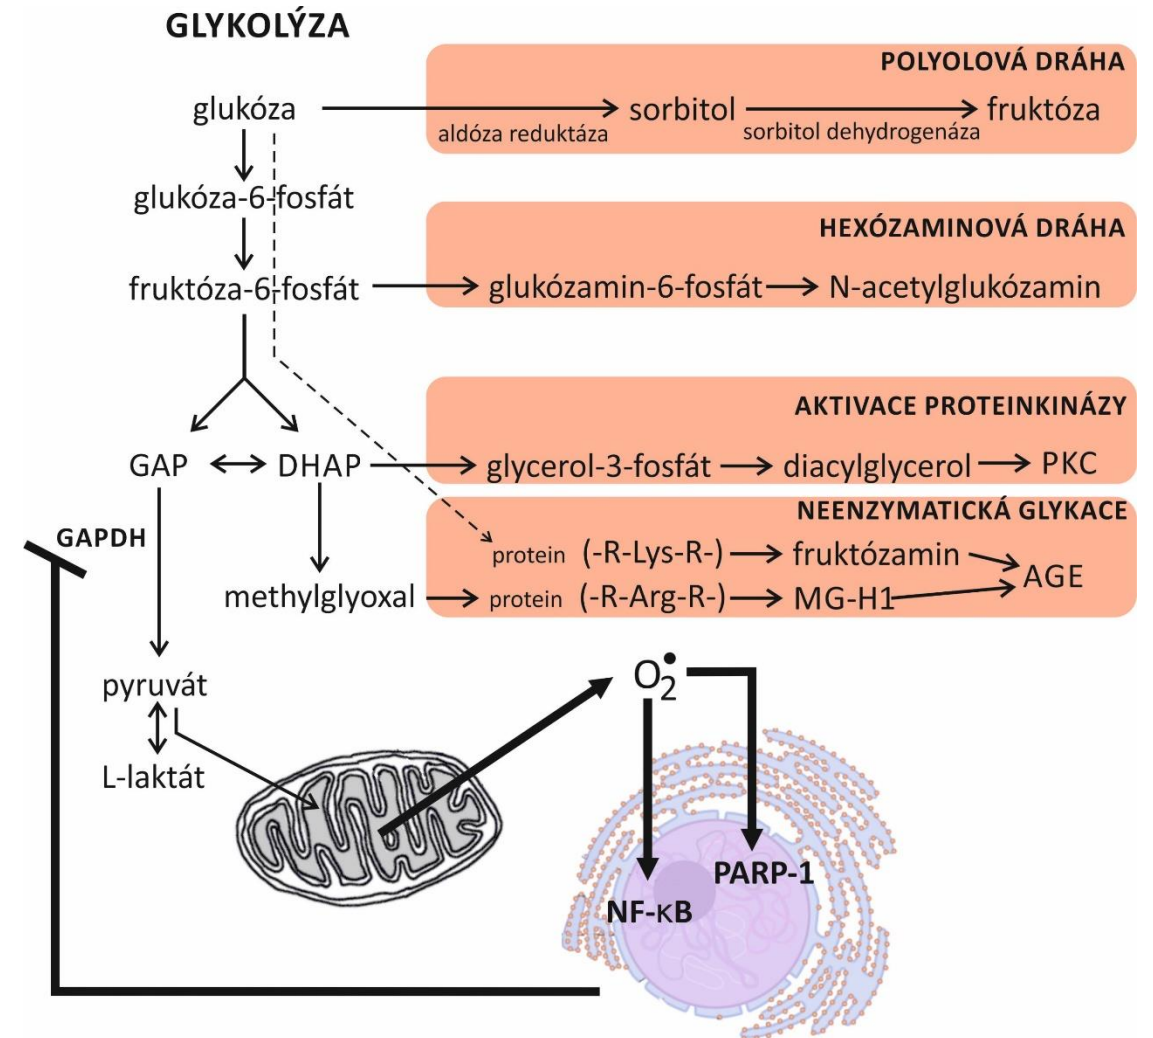 GLYKOLÝZA
POLYOLOVÁ DRÁHA
glukóza
sorbitol
fruktóza
aldóza reduktáza
sorbitol dehydrogenáza
glukóza-6-fosfát
HEXÓZAMINOVÁ DRÁHA
fruktóza-6-fosfát
glukózamin-6-fosfát
N-acetylglukózamin
AKTIVACE PROTEINKINÁZY
GAP
DHAP
glycerol-3-fosfát
diacylglycerol
PKC
NEENZYMATICKÁ GLYKACE
GAPDH
protein (-R-Lys-R-)
fruktózamin
AGE
methylglyoxal
protein (-R-Arg-R-)
MG-H1
pyruvát
O2•
L-laktát
PARP-1
NF-κB